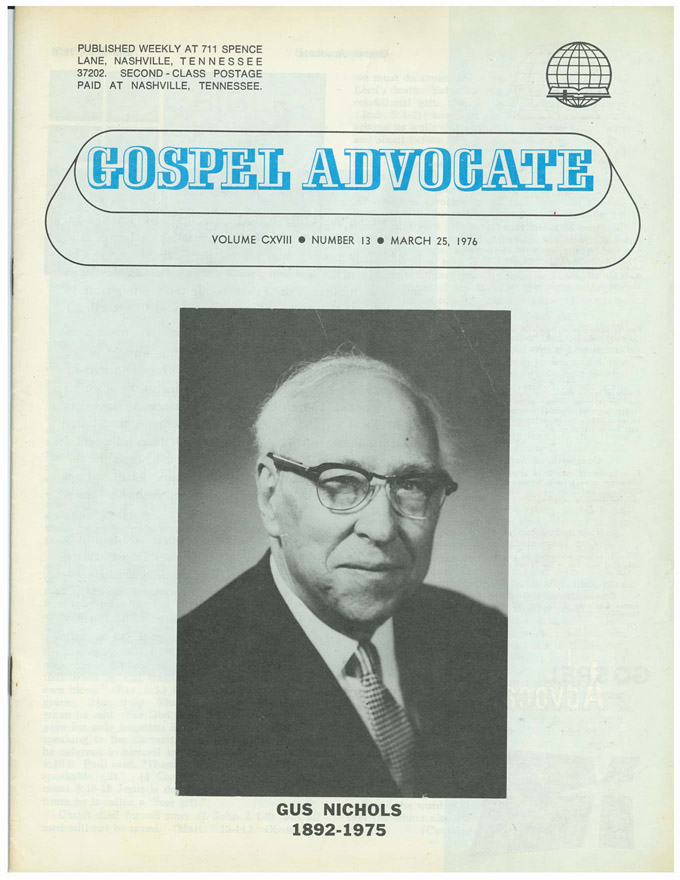 PUBLISHED WEEKLY AT 711 SPENCE
LANE, NASHVILLE, TENNESSEE
37202. SECOND-CLASS POSTAGE
PAID AT NASHVILLE, TENNESSEE.
GOSPEL ADVOCATE
VOLUME CXVIII ● NUMBER 13 ● MARCH 25, 1976
GUS NICHOLS
1892-1975